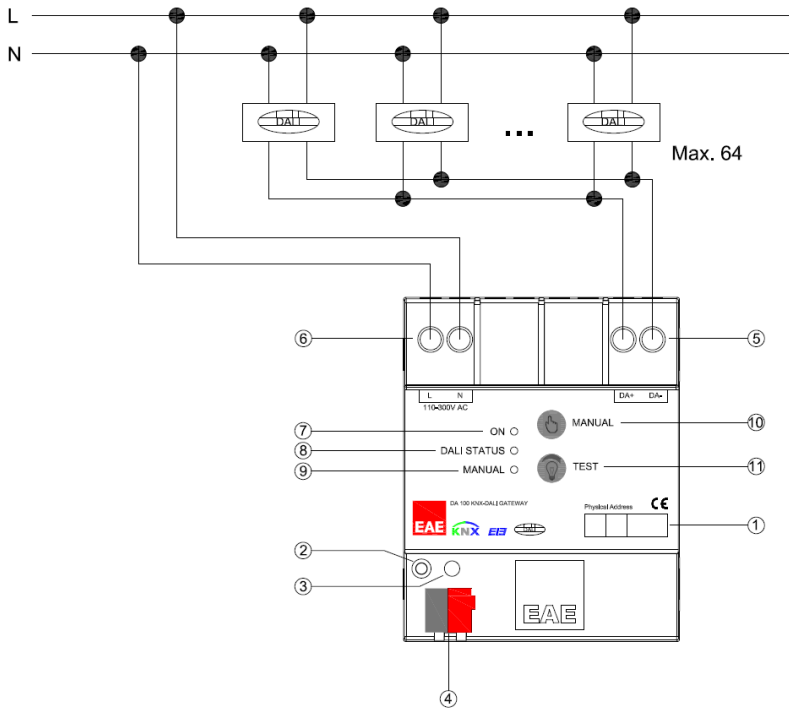 L
N
DALI DALI ... DALI
Max. 64
6
5
L N
DA+ DA-
110-300V AC
7
ON
MANUAL
10
8
DALI STATUS
9
MANUAL
TEST
11
DA 100 KNX-DALI GATEWAY
Physical Address CE
EAE KNX EIB DALI
1
2
3
EAE
4